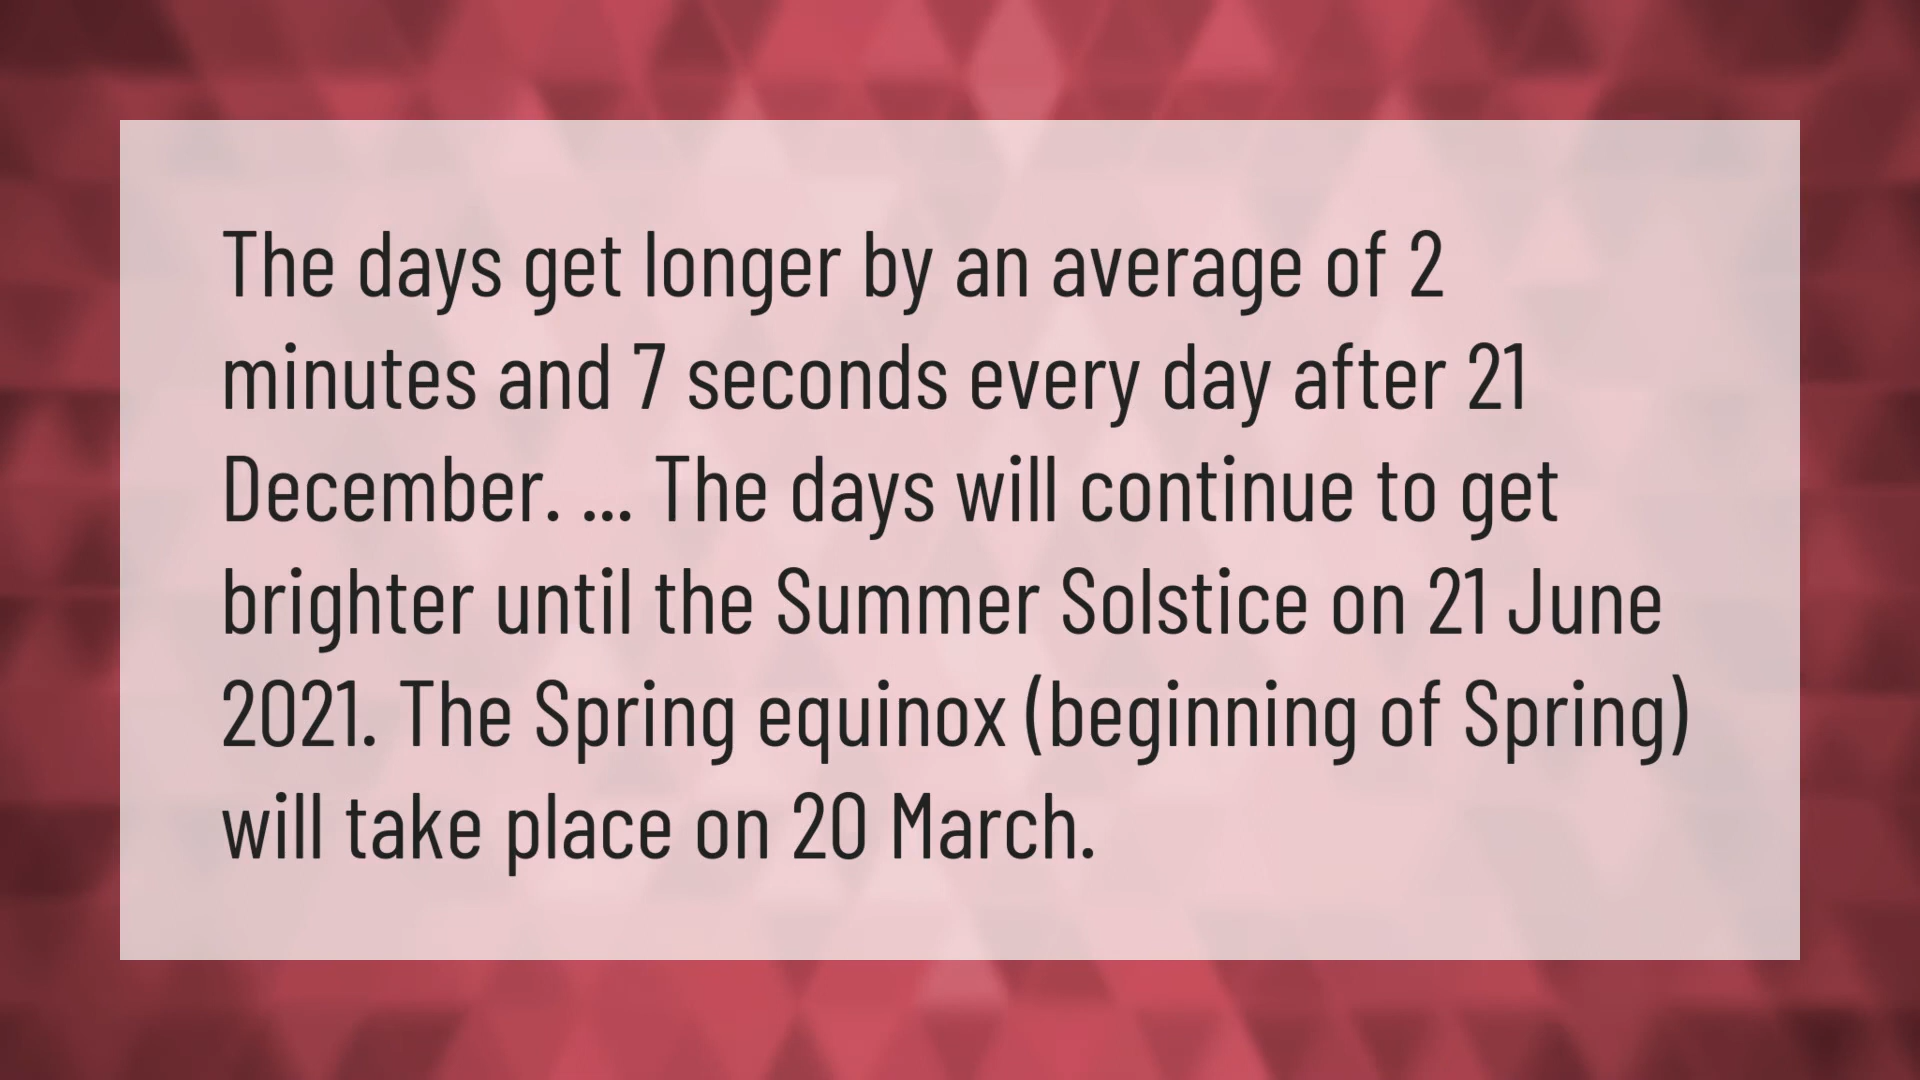 The days get longer by an average of 2
minutes and 7 seconds every day after 21
December. ... The days will continue to get
brighter until the Summer Solstice on 21 June
2021. The Spring equinox (beginning of Spring)
will take place on 20 March.